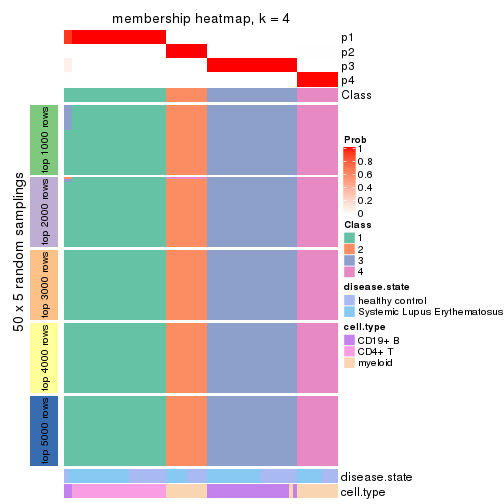 membership heatmap, k = 4
p1
p2
p3
p4
Class
50 x 5 random samplings
top 1000 rows
top 2000 rows
top 3000 rows
top 4000 rows
top 5000 rows
Prob
1
0.8
0.6
0.4
0.2
0
Class
1
2
3
4
disease.state
healthy control
Systemic Lupus Erythematosus
cell.type
CD19+ B
CD4+ T
myeloid
disease.state
cell.type